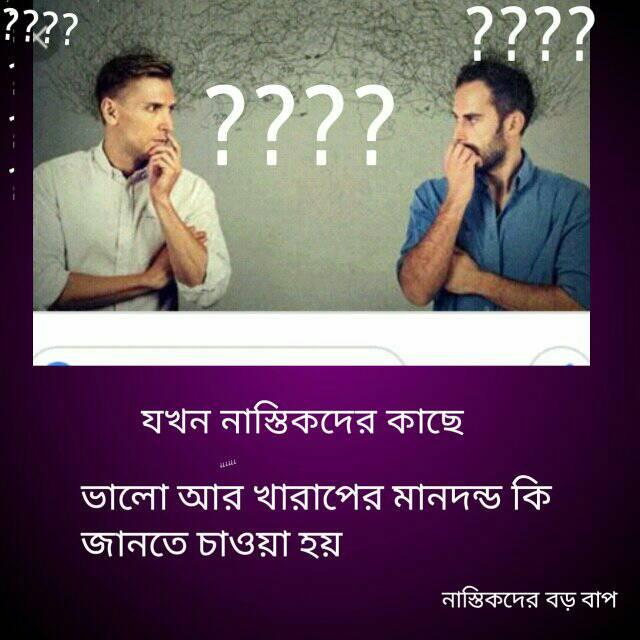 ????
????
????
যখন নাস্তিকদের কাছে
,,,,,,
ভালো আর খারাপের মানদন্ড কি
জানতে চাওয়া হয়
নাস্তিকদের বড় বাপ